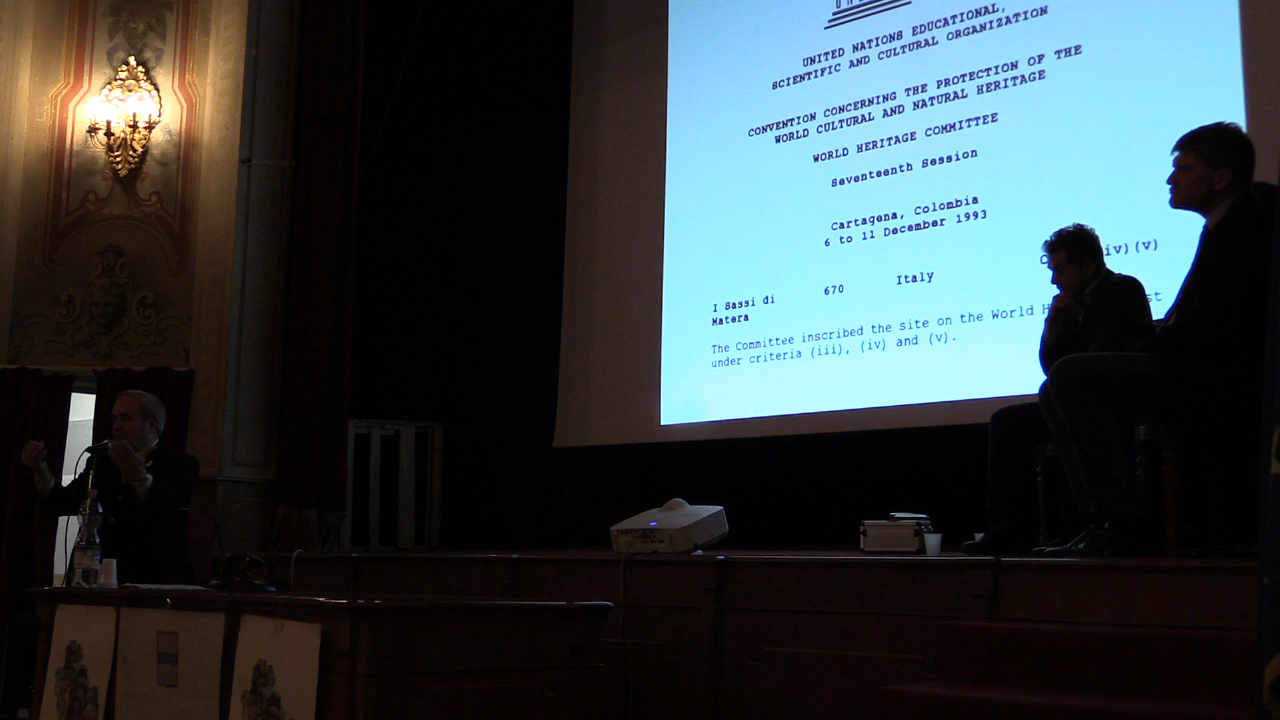 UNITED NATIONS EDUCATIONAL,
SCIENTIFIC AND CULTURAL ORGANIZATION
CONVENTION CONCERNING THE PROTECTION OF THE
WORLD CULTURAL AND NATURAL HERITAGE
WORLD HERITAGE COMMITTEE
Seventeenth Session
Cartagena, Colombia
6 to 11 December 1993
I Sassi di Matera 670 Italy C iv)(v)
The Committee inscribed the site on the World H st
under criteria (iii), (iv) and (v).